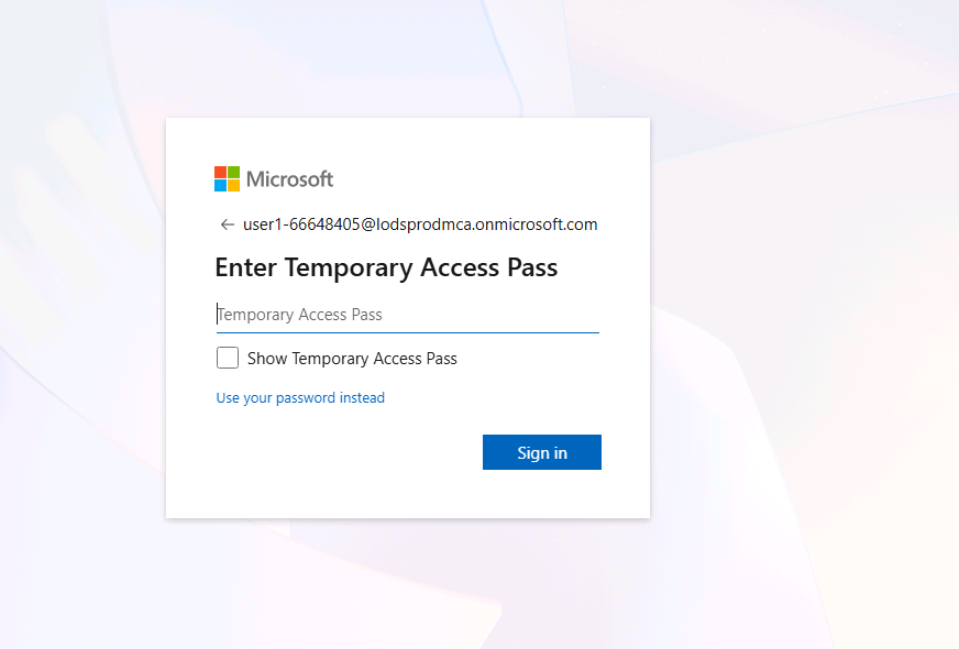 Microsoft
← user1-66648405@lodsprodmca.onmicrosoft.com
Enter Temporary Access Pass
Temporary Access Pass
Show Temporary Access Pass
Use your password instead
Sign in